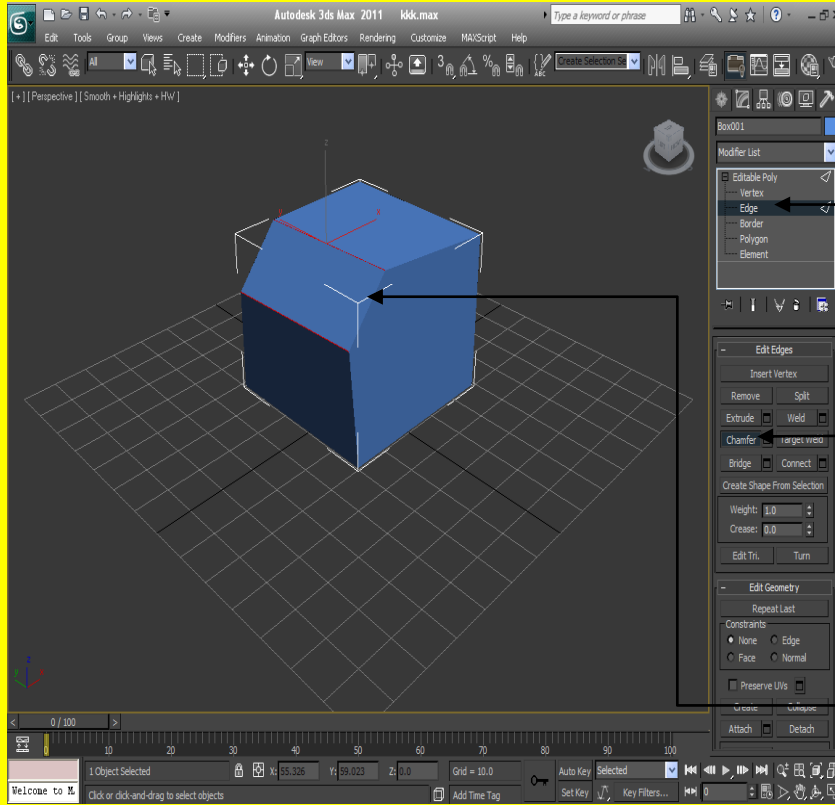 Autodesk 3ds Max 2011 kkk.max
Type a keyword or phrase
Edit Tools Group Views Create Modifiers Animation Graph Editors Rendering Customize MAXScript Help
All View 3 % ABC Create Selection Se
[ + ] [ Perspective ] [ Smooth + Highlights + HW ]
Box001
Modifier List
Editable Poly
Vertex
Edge
Border
Polygon
Element
z
x
Edit Edges
Insert Vertex
Remove Split
Extrude Weld
Chamfer Target Weld
Bridge Connect
Create Shape From Selection
Weight: 1.0
Crease: 0.0
Edit Tri. Turn
Edit Geometry
Repeat Last
Constraints
None Edge
Face Normal
Preserve UVs
Create Collapse
Attach Detach
z
y
0 / 100
0 10 20 30 40 50 60 70 80 90 100
1 Object Selected X: 55.326 Y: 59.023 Z: 0.0 Grid = 10.0 Auto Key Selected
Welcome to M Click or click-and-drag to select objects Add Time Tag Set Key Key Filters... 0